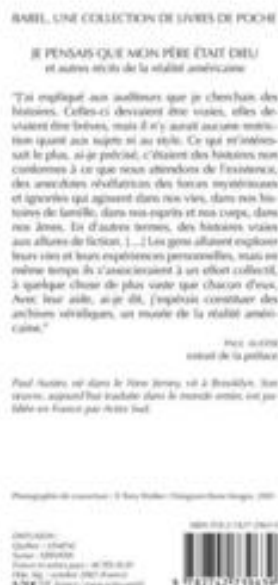 BABEL, UNE COLLECTION DE LIVRES DE POCHE
JE PENSAIS QUE MON PÈRE ÉTAIT DIEU
et autres récits de la réalité américaine
"J'ai expliqué aux auditeurs que je cherchais des
histoires. Celles-ci devaient être vraies, elles de-
vaient être brèves, mais il n'y aurait aucune restric-
tion quant aux sujets ni au style. Ce qui m'intéres-
sait le plus, ai-je précisé, c'étaient des histoires non
conformes à ce que nous attendons de l'existence,
des anecdotes révélatrices des forces mystérieuses
et ignorées qui agissent dans nos vies, dans nos his-
toires de famille, dans nos esprits et nos corps, dans
nos âmes. En d'autres termes, des histoires vraies
aux allures de fiction. [...] Les gens allaient explorer
leurs vies et leurs expériences personnelles, mais en
même temps ils s'associeraient à un effort collectif,
à quelque chose de plus vaste que chacun d'eux.
Avec leur aide, ai-je dit, j'espérais constituer des
archives véridiques, un musée de la réalité améri-
caine."
PAUL AUSTER
extrait de la préface
Paul Auster, né dans le New Jersey, vit à Brooklyn. Son
œuvre, aujourd'hui traduite dans le monde entier, est pu-
bliée en France par Actes Sud.
Photographie de couverture :